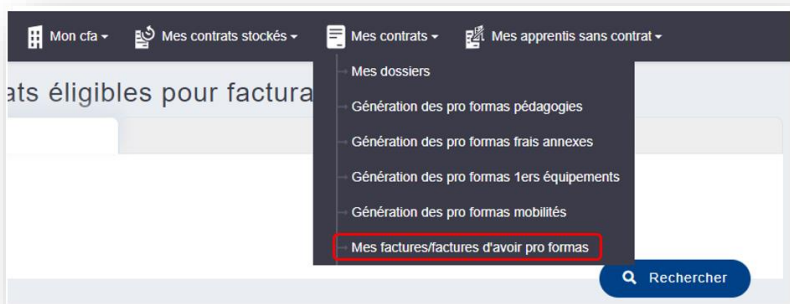 Mon cfa
Mes contrats stockés
Mes contrats
Mes apprentis sans contrat
ats éligibles pour factura
Mes dossiers
Génération des pro formas pédagogies
Génération des pro formas frais annexes
Génération des pro formas 1ers équipements
Génération des pro formas mobilités
Mes factures/factures d'avoir pro formas
Rechercher